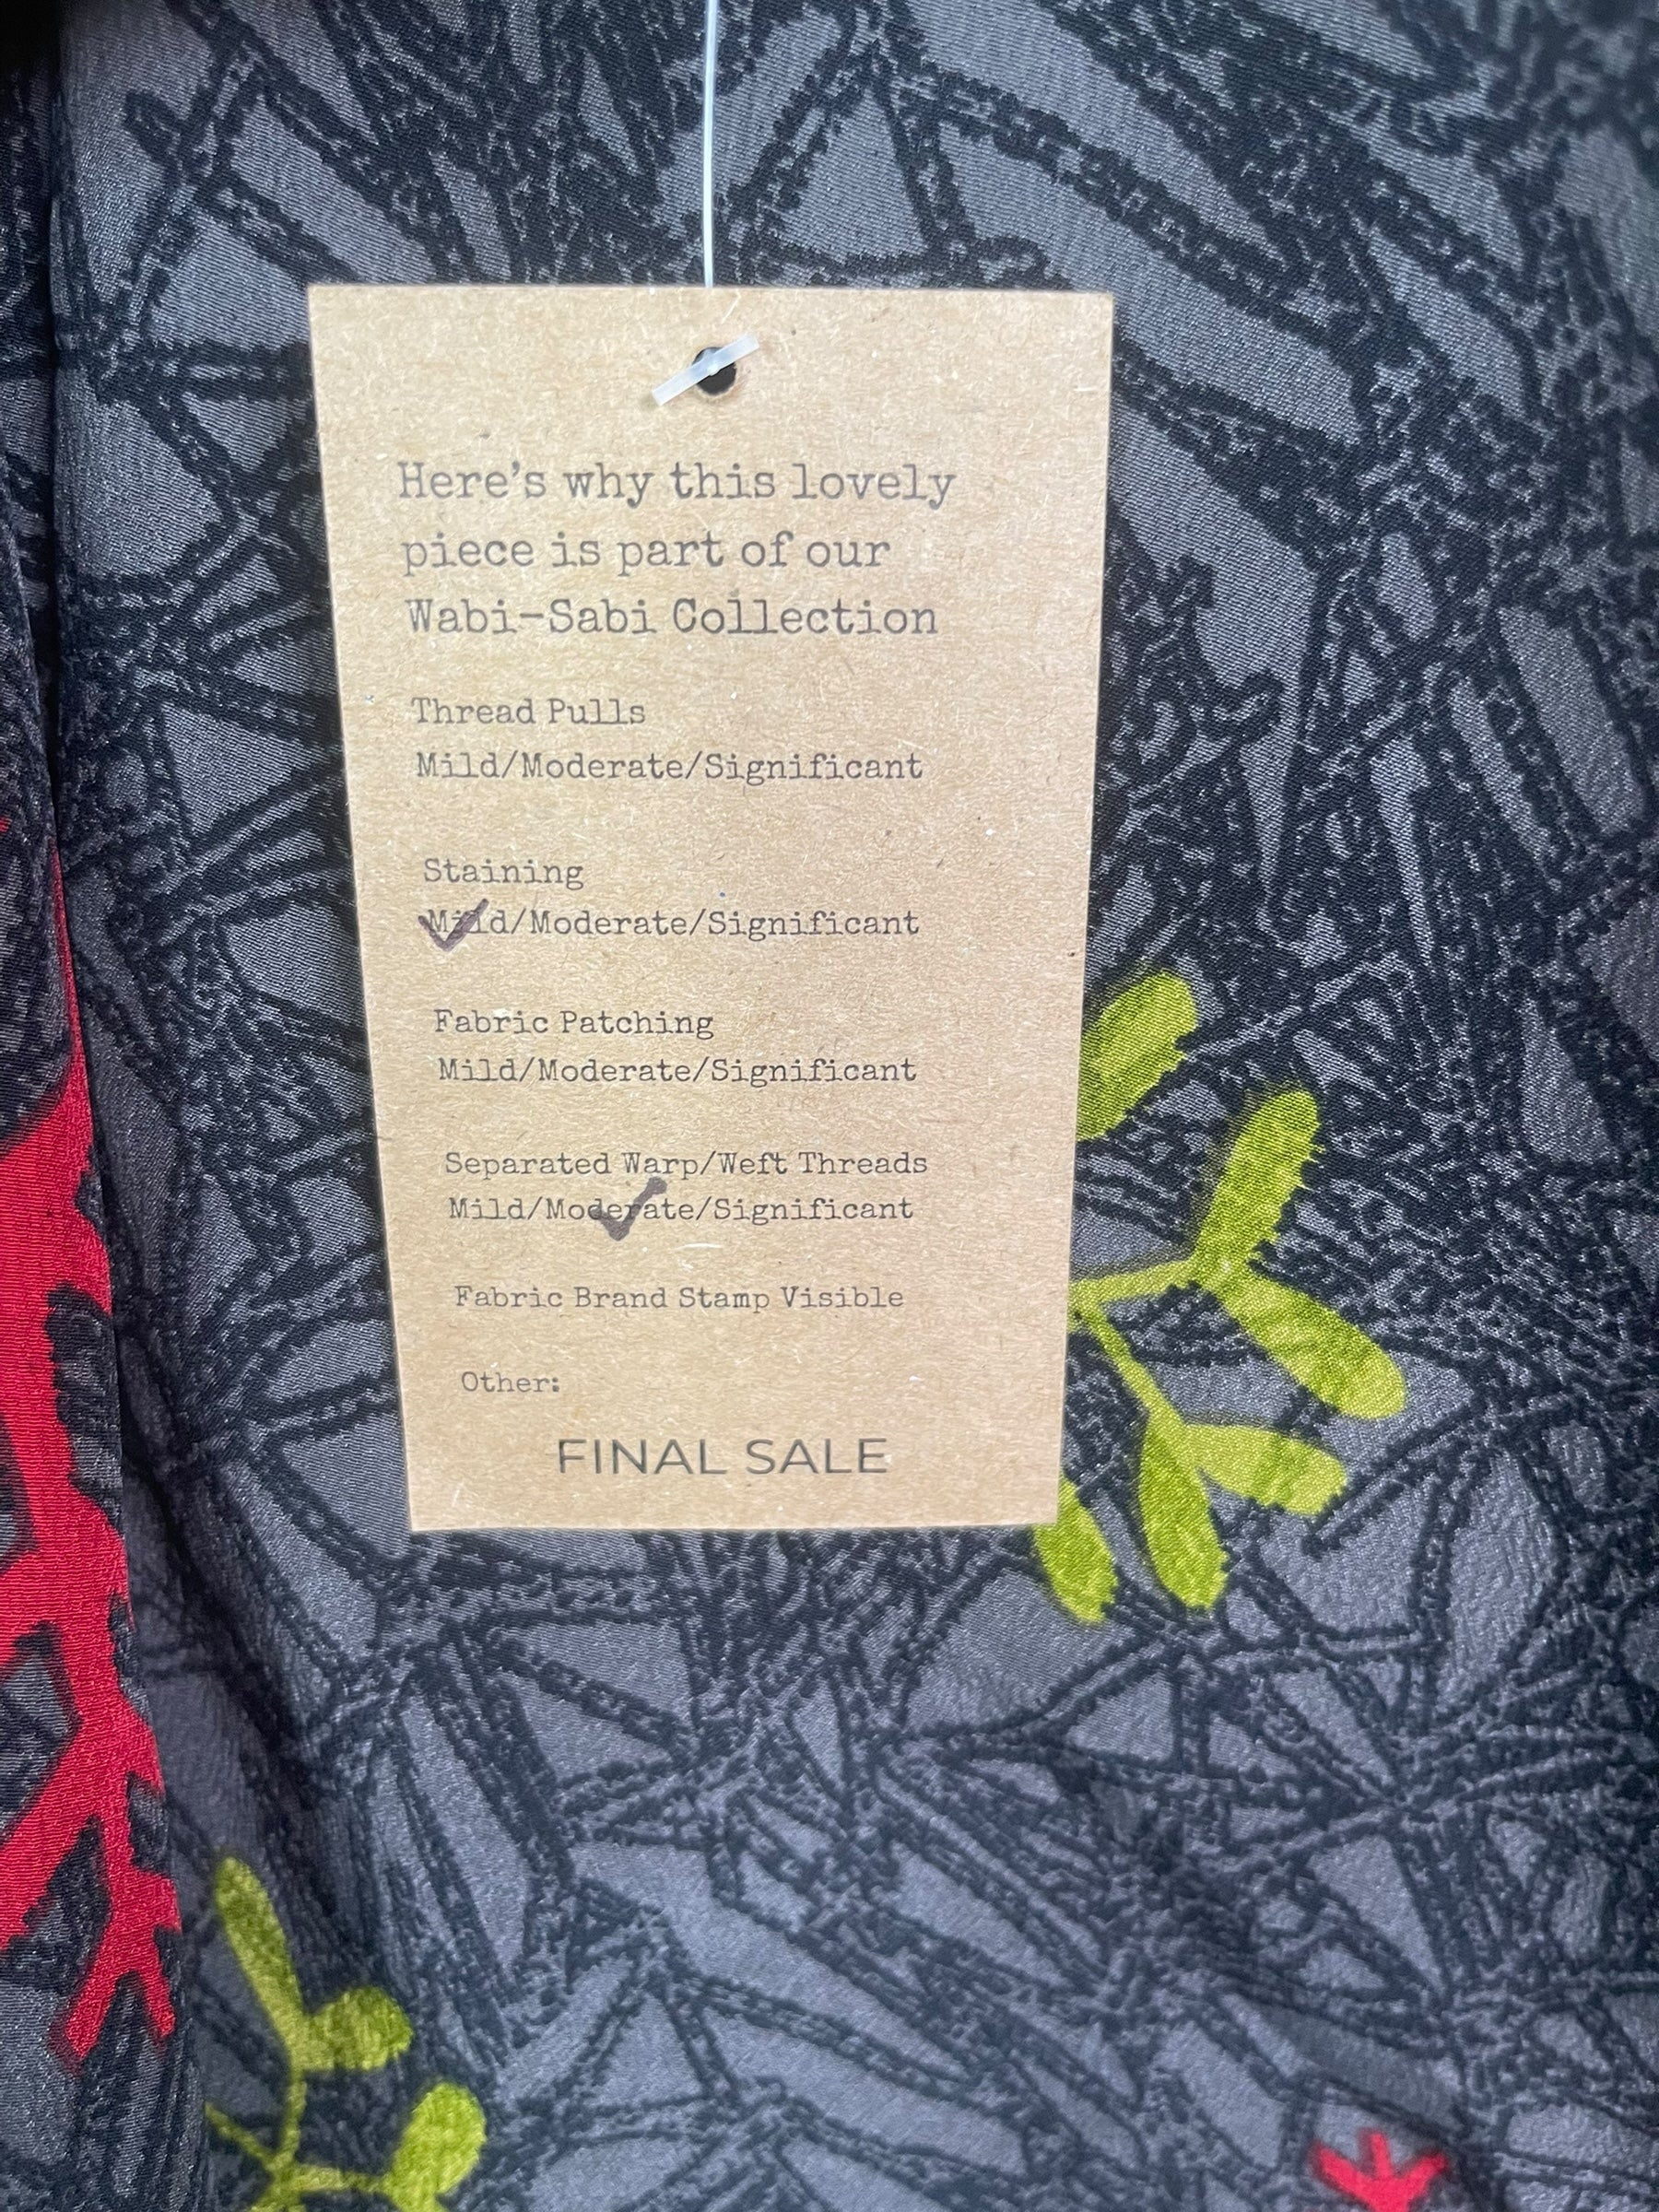 Here's why this lovely
piece is part of our
Wabi-Sabi Collection
Thread Pulls
Mild/Moderate/Significant
Staining
Mild/Moderate/Significant
Fabric Patching
Mild/Moderate/Significant
Separated Warp/Weft Threads
Mild/Moderate/Significant
Fabric Brand Stamp Visible
Other:
FINAL SALE